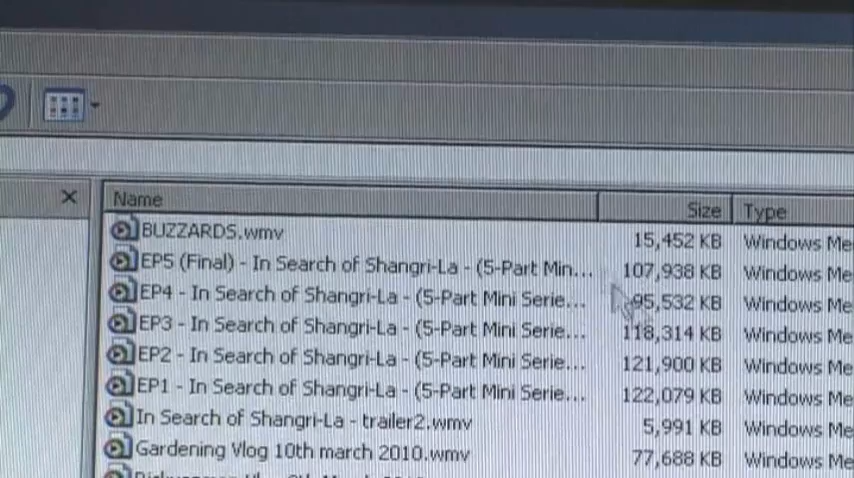 Name Size Type
BUZZARDS.wmv 15,452 KB Windows Me
EP5 (Final) - In Search of Shangri-La - (5-Part Min... 107,938 KB Windows Me
EP4 - In Search of Shangri-La - (5-Part Mini Serie... 95,532 KB Windows Me
EP3 - In Search of Shangri-La - (5-Part Mini Serie... 118,314 KB Windows Me
EP2 - In Search of Shangri-La - (5-Part Mini Serie... 121,900 KB Windows Me
EP1 - In Search of Shangri-La - (5-Part Mini Serie... 122,079 KB Windows Me
In Search of Shangri-La - trailer2.wmv 5,991 KB Windows Me
Gardening Vlog 10th march 2010.wmv 77,688 KB Windows Me